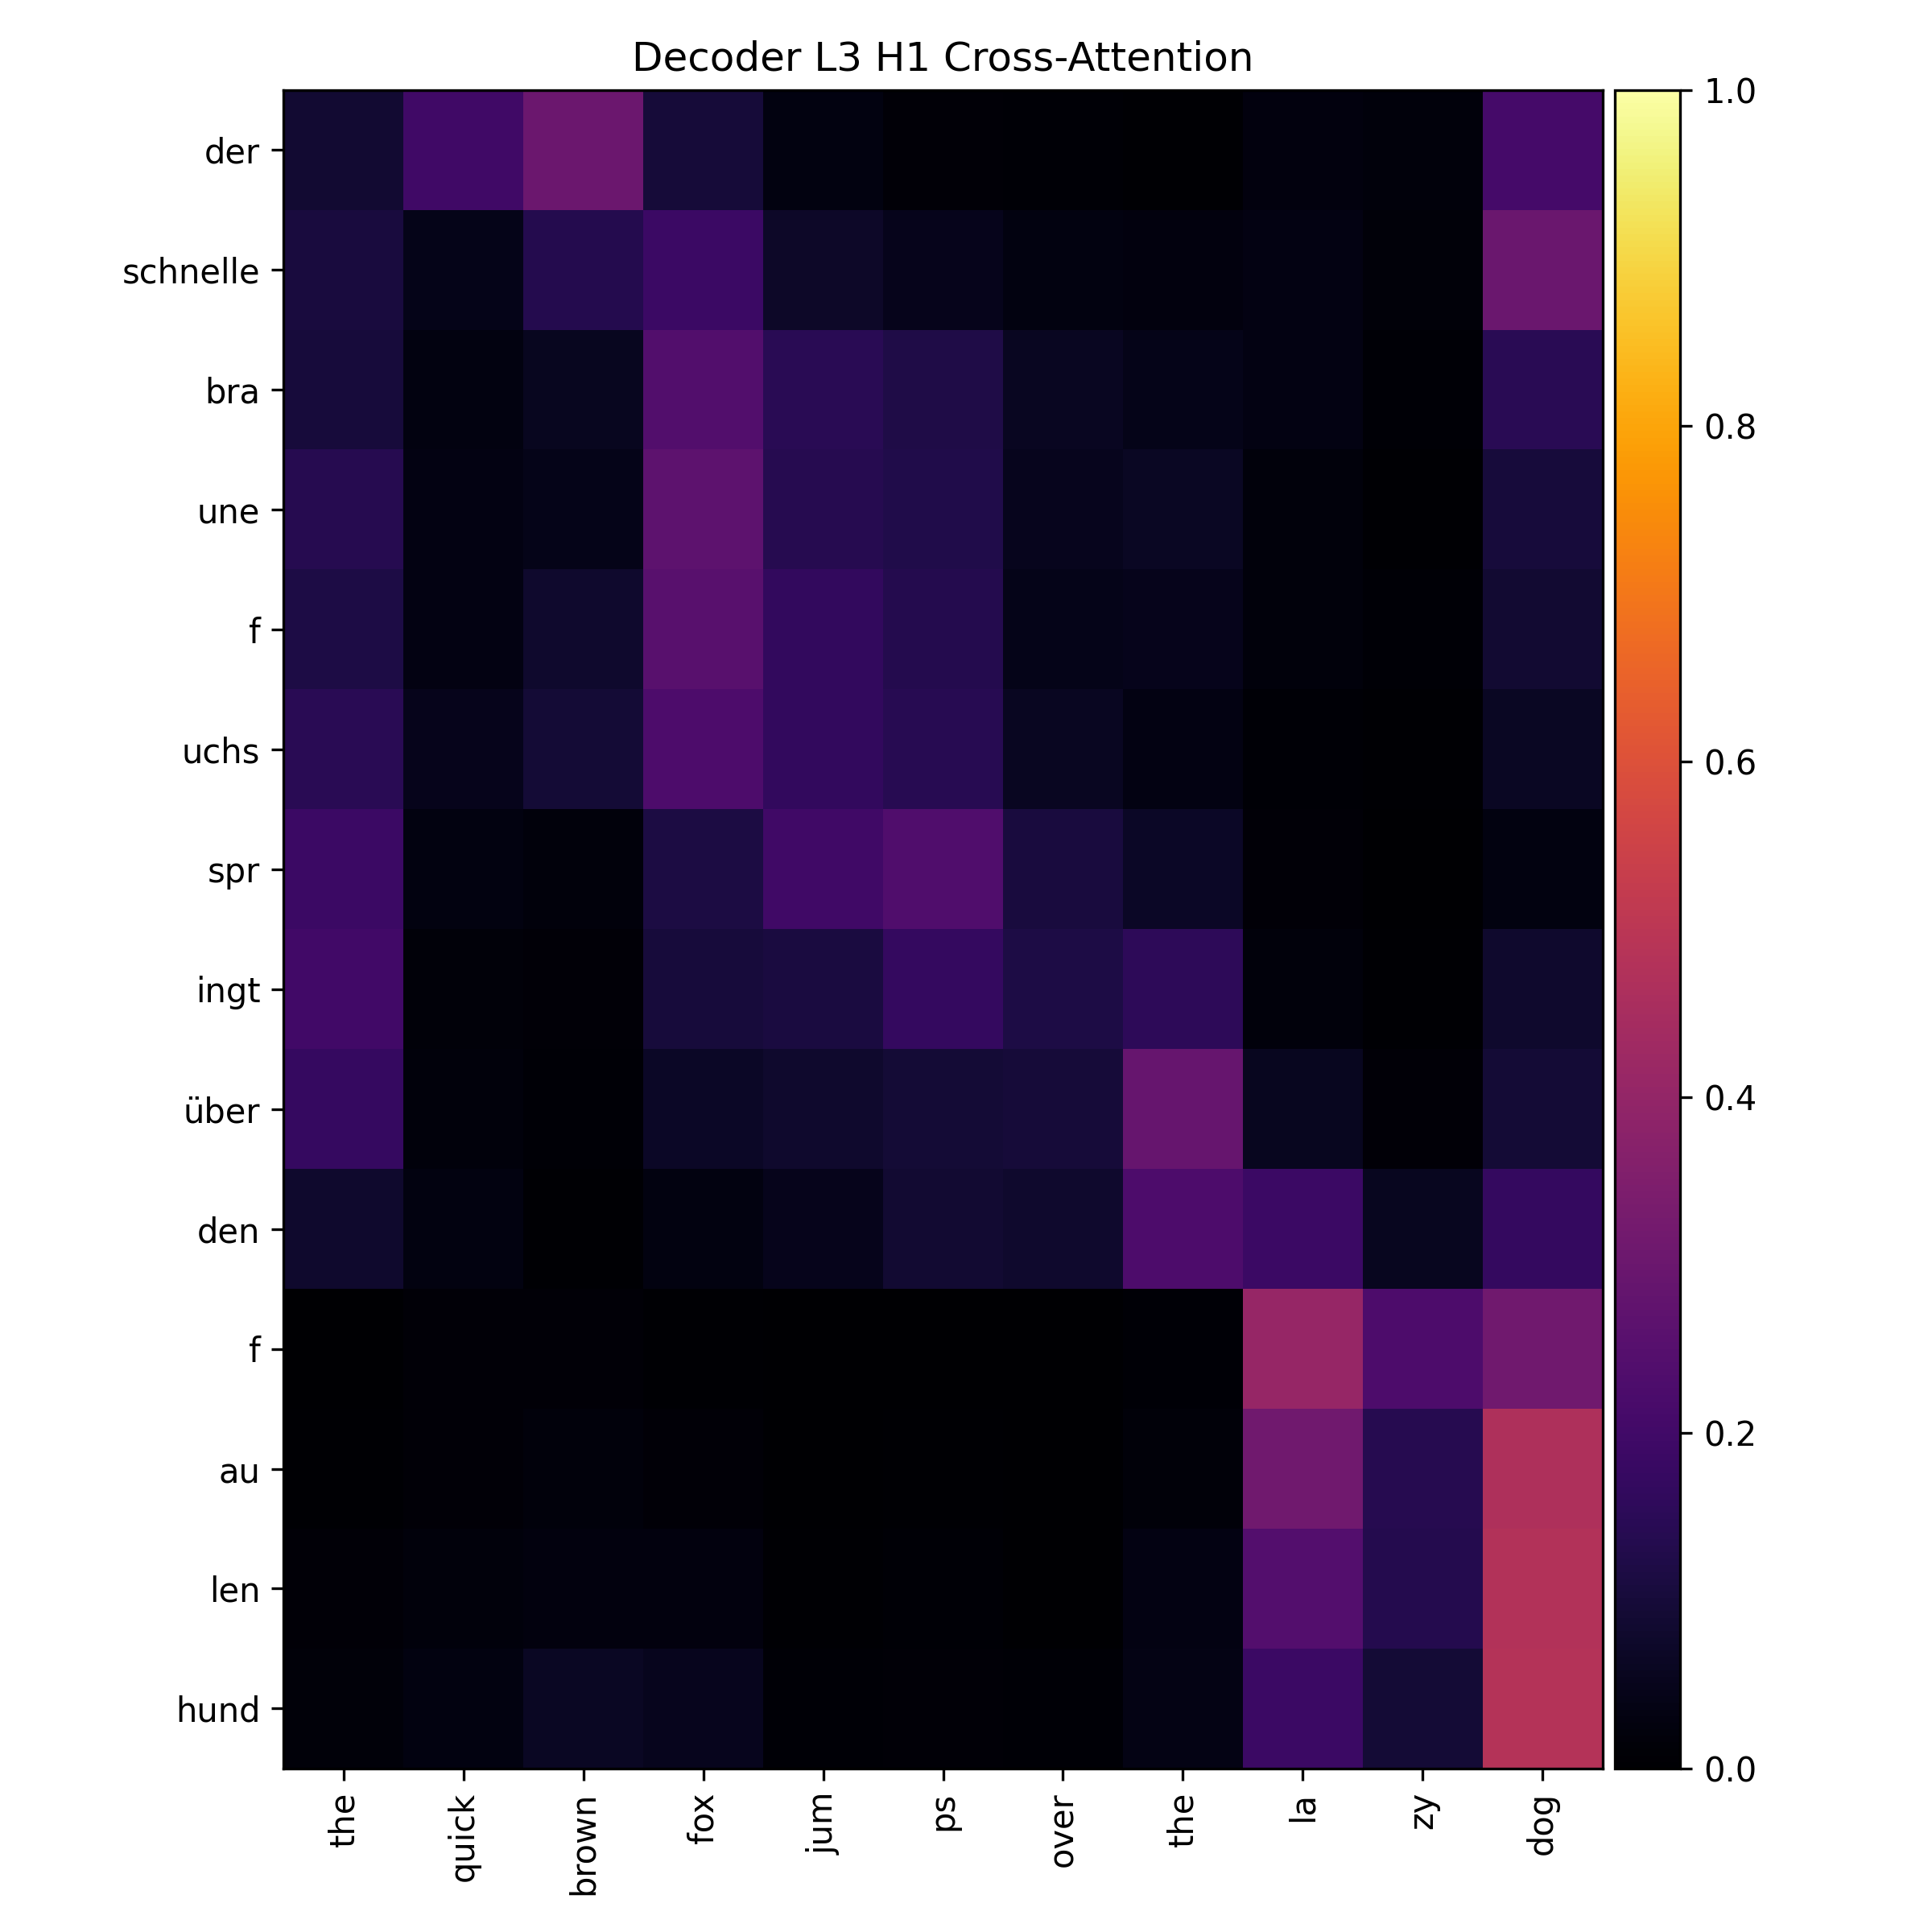 Decoder L3 H1 Cross-Attention
der
schnelle
bra
une
f
uchs
spr
ingt
über
den
f
au
len
hund
the
quick
brown
fox
jum
ps
over
the
la
zy
dog
1.0
0.8
0.6
0.4
0.2
0.0